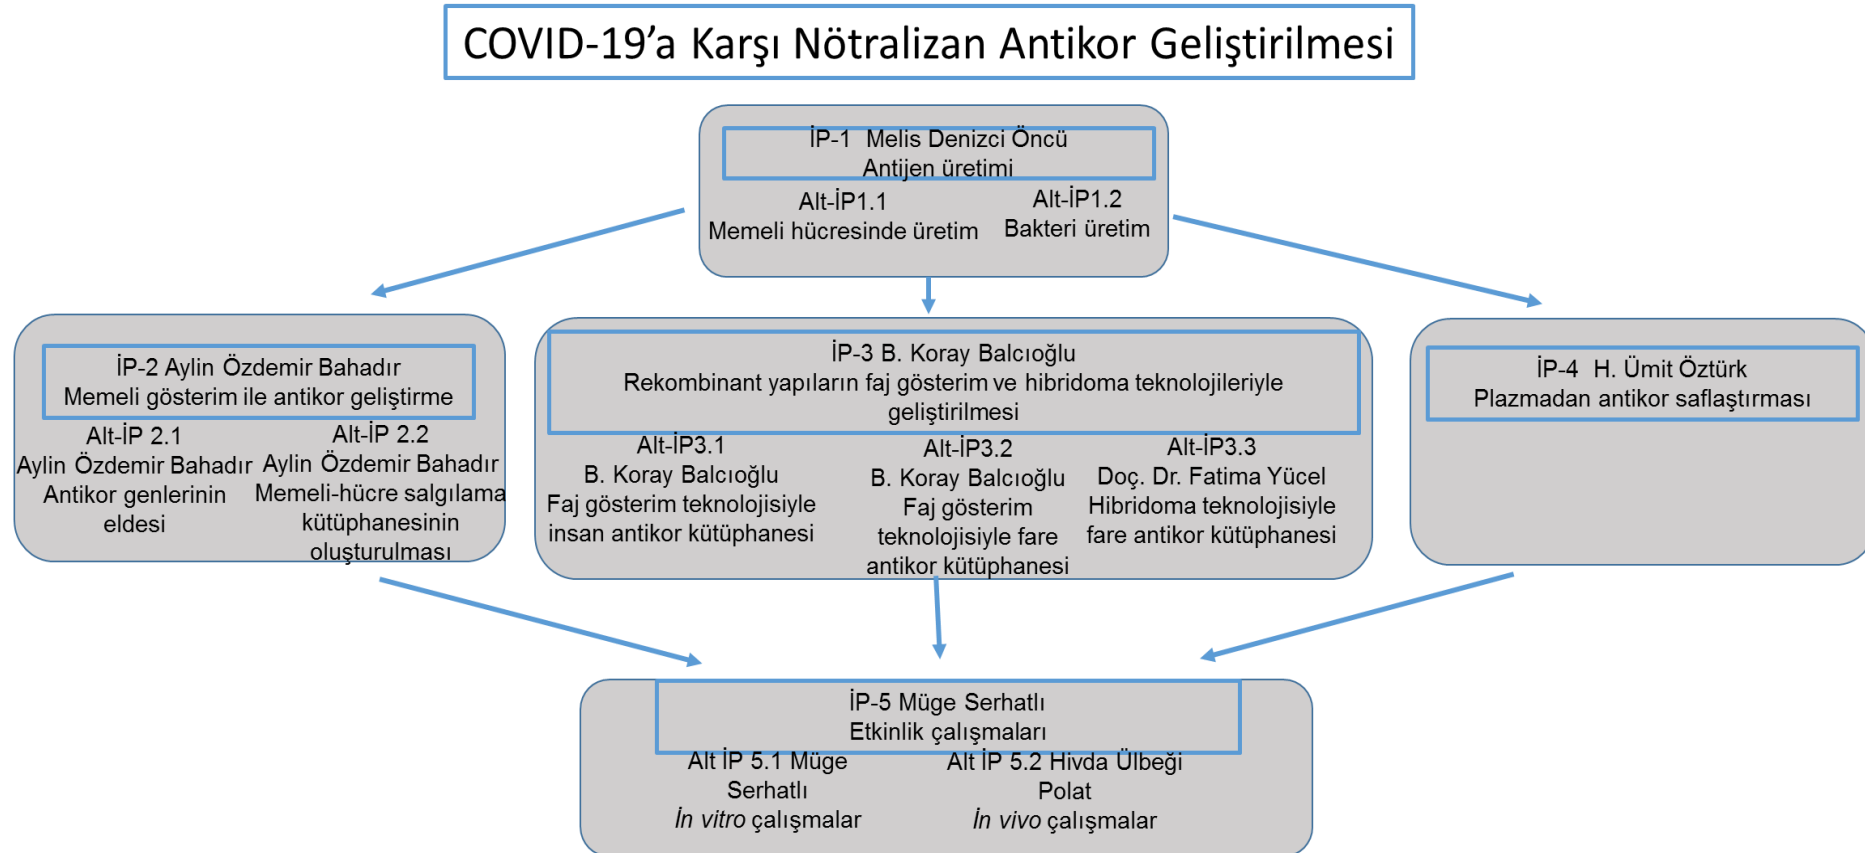 COVID-19’a Karşı Nötralizan Antikor Geliştirilmesi
İP-1 Melis Denizci Öncü
Antijen üretimi
Alt-İP1.1
Memeli hücresinde üretim
Alt-İP1.2
Bakteri üretim
İP-2 Aylin Özdemir Bahadır
Memeli gösterim ile antikor geliştirme
Alt-İP 2.1
Aylin Özdemir Bahadır
Antikor genlerinin
eldesi
Alt-İP 2.2
Aylin Özdemir Bahadır
Memeli-hücre salgılama
kütüphanesinin
oluşturulması
İP-3 B. Koray Balcıoğlu
Rekombinant yapıların faj gösterim ve hibridoma teknolojileriyle
geliştirilmesi
Alt-İP3.1
B. Koray Balcıoğlu
Faj gösterim teknolojisiyle
insan antikor kütüphanesi
Alt-İP3.2
B. Koray Balcıoğlu
Faj gösterim
teknolojisiyle fare
antikor kütüphanesi
Alt-İP3.3
Doç. Dr. Fatima Yücel
Hibridoma teknolojisiyle
fare antikor kütüphanesi
İP-4 H. Ümit Öztürk
Plazmadan antikor saflaştırması
İP-5 Müge Serhatlı
Etkinlik çalışmaları
Alt İP 5.1 Müge
Serhatlı
İn vitro çalışmalar
Alt İP 5.2 Hivda Ülbeği
Polat
İn vivo çalışmalar